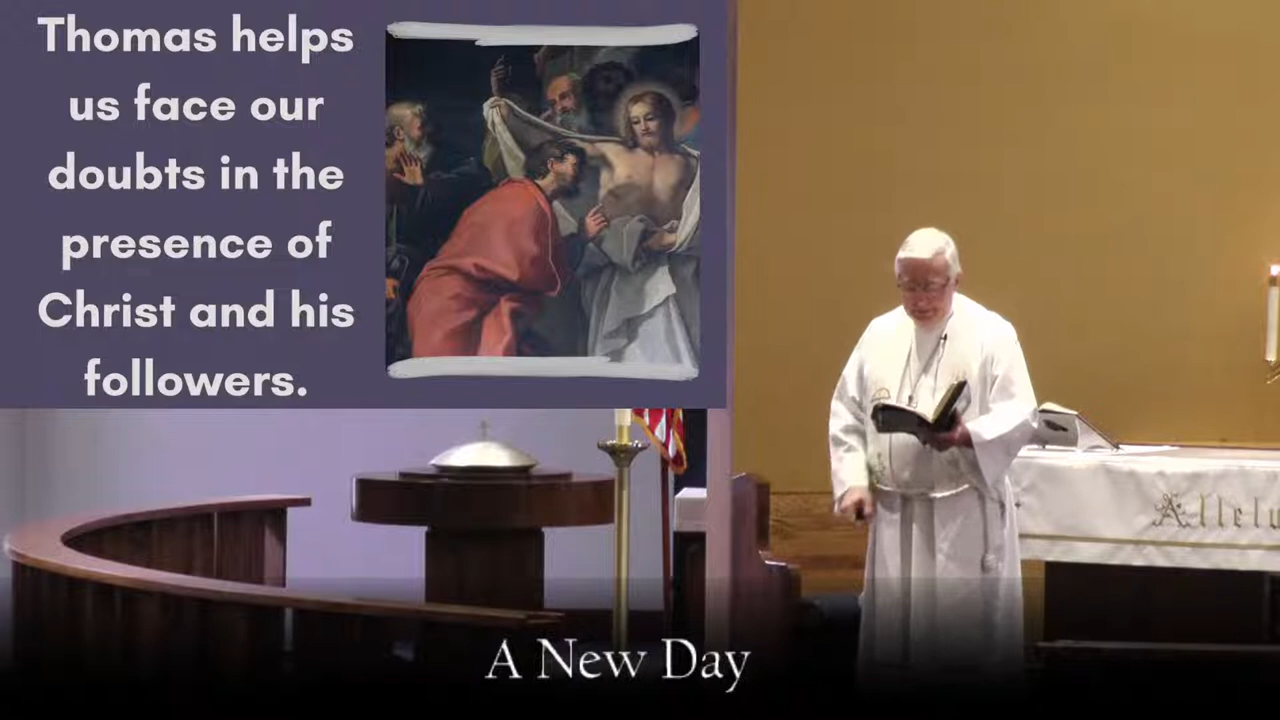 Thomas helps
us face our
doubts in the
presence of
Christ and his
followers.
A New Day